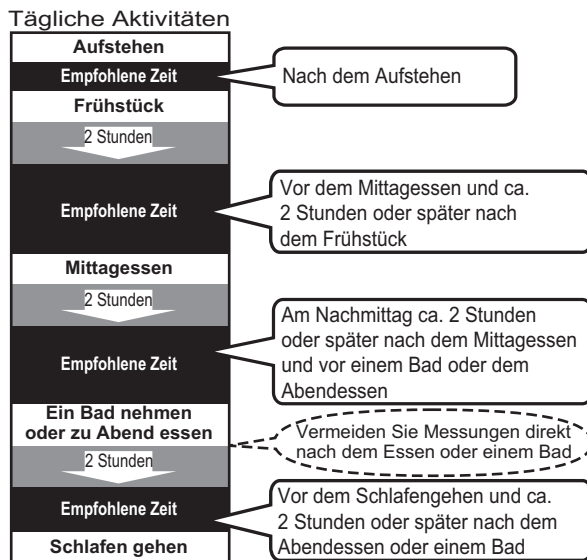 Tägliche Aktivitäten
Aufstehen
Empfohlene Zeit
Nach dem Aufstehen
Frühstück
2 Stunden
Empfohlene Zeit
Vor dem Mittagessen und ca.
2 Stunden oder später nach
dem Frühstück
Mittagessen
2 Stunden
Empfohlene Zeit
Am Nachmittag ca. 2 Stunden
oder später nach dem Mittagessen
und vor einem Bad oder dem
Abendessen
Ein Bad nehmen
oder zu Abend essen
Vermeiden Sie Messungen direkt
nach dem Essen oder einem Bad
2 Stunden
Empfohlene Zeit
Vor dem Schlafengehen und ca.
2 Stunden oder später nach dem
Abendessen oder einem Bad
Schlafen gehen